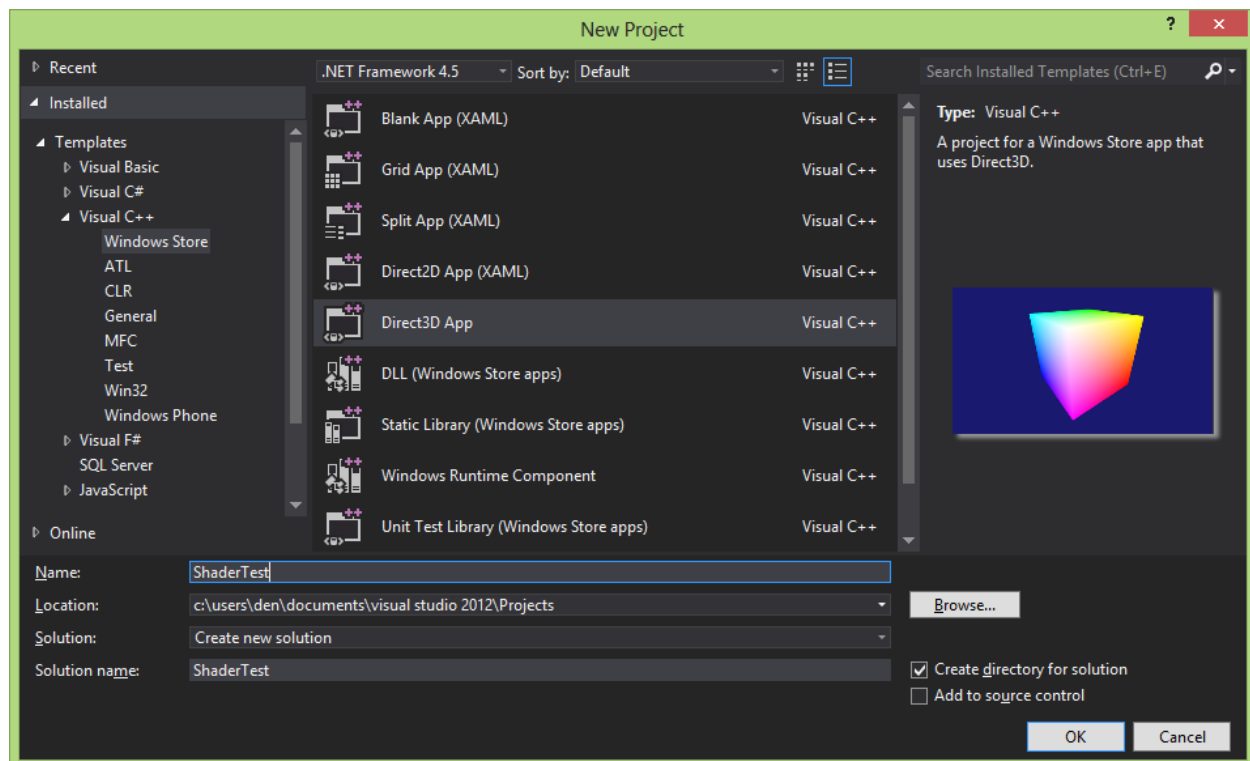 New Project
?
Recent
.NET Framework 4.5
Sort by: Default
Search Installed Templates (Ctrl+E)
Installed
Templates
Visual Basic
Visual C#
Visual C++
Windows Store
ATL
CLR
General
MFC
Test
Win32
Windows Phone
Visual F#
SQL Server
JavaScript
Online
Blank App (XAML) Visual C++
Grid App (XAML) Visual C++
Split App (XAML) Visual C++
Direct2D App (XAML) Visual C++
Direct3D App Visual C++
DLL (Windows Store apps) Visual C++
Static Library (Windows Store apps) Visual C++
Windows Runtime Component Visual C++
Unit Test Library (Windows Store apps) Visual C++
Type: Visual C++
A project for a Windows Store app that
uses Direct3D.
Name: ShaderTest
Location: c:\users\den\documents\visual studio 2012\Projects
Browse...
Solution: Create new solution
Solution name: ShaderTest
Create directory for solution
Add to source control
OK Cancel